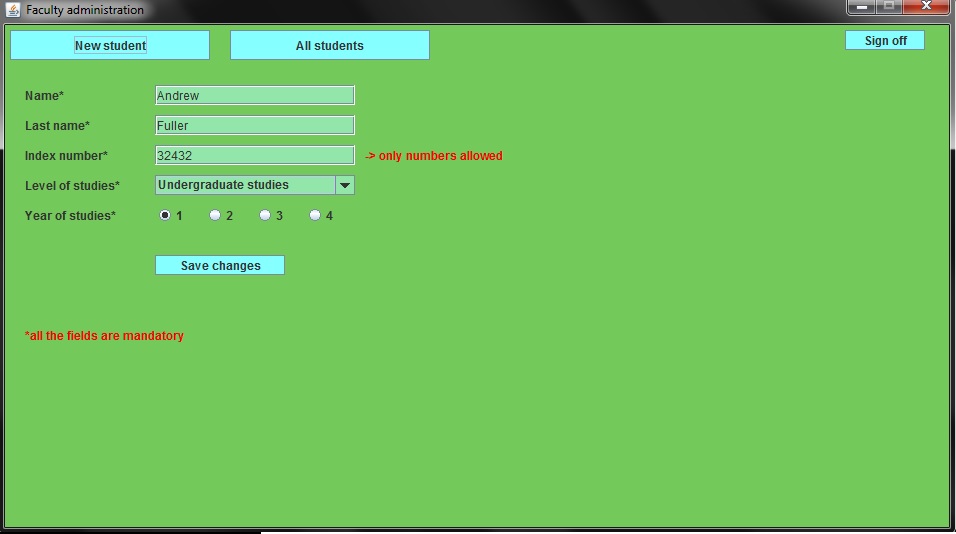 Faculty administration
New student All students Sign off
Name* Andrew
Last name* Fuller
Index number* 32432 -> only numbers allowed
Level of studies* Undergraduate studies
Year of studies* 1 2 3 4
Save changes
*all the fields are mandatory